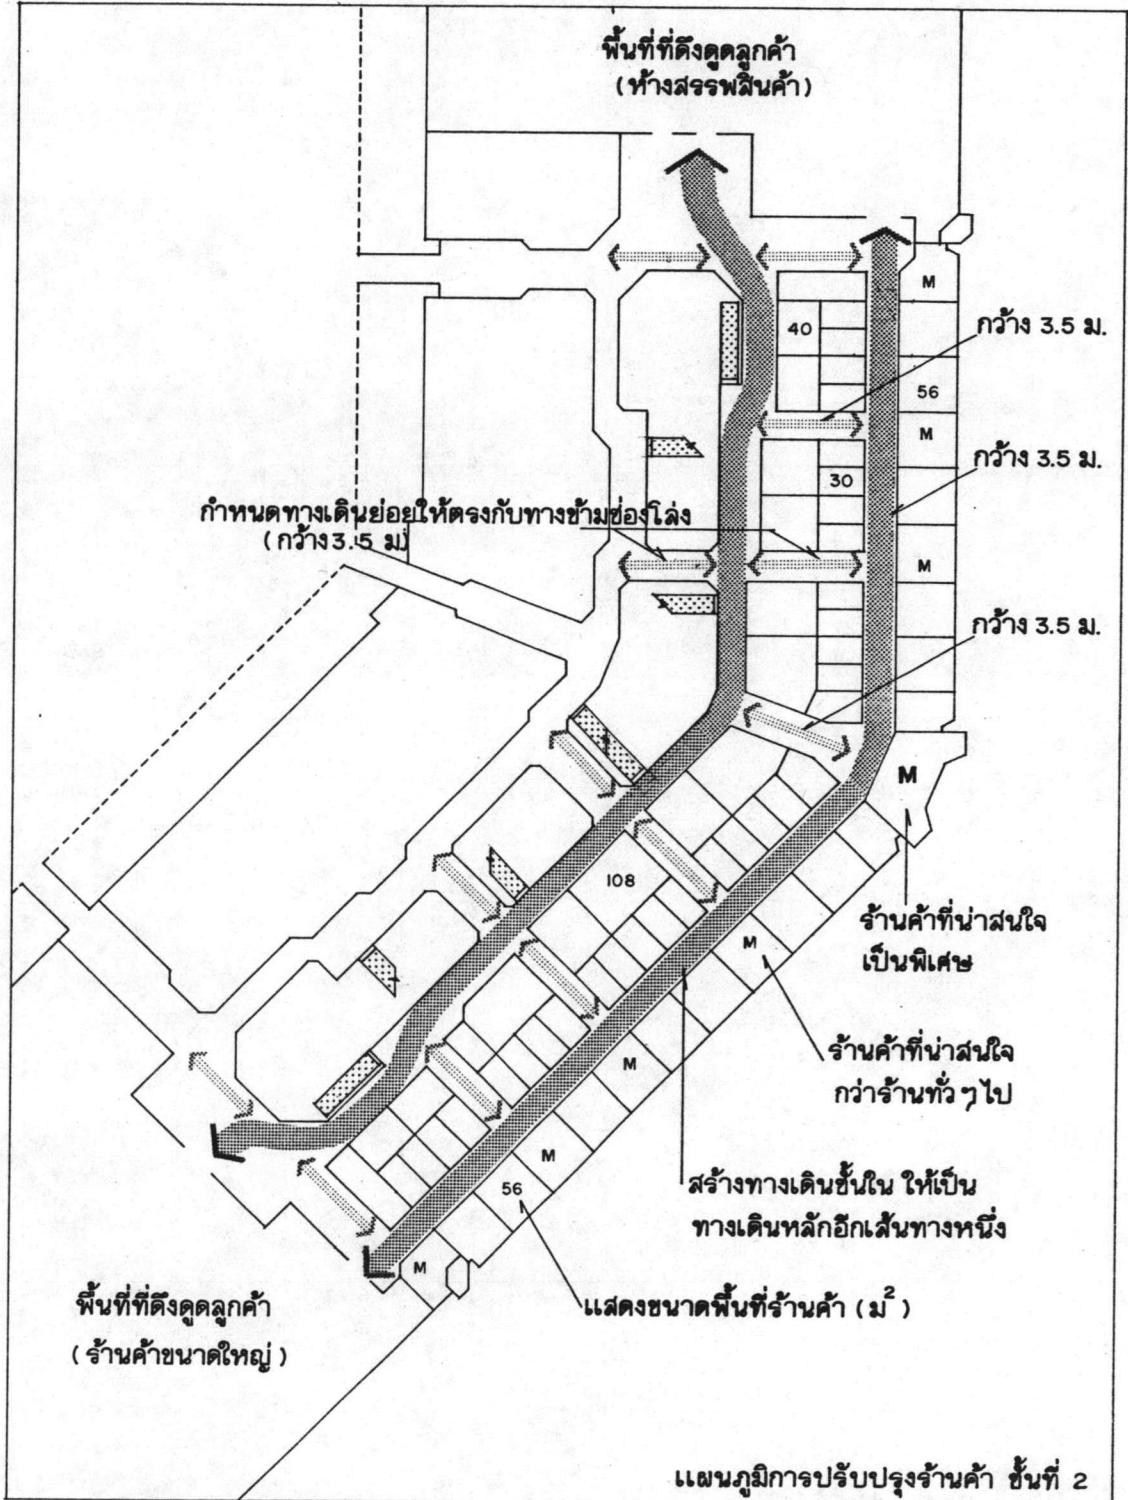 พื้นที่ที่ดึงดูดลูกค้า
(ห้างสรรพสินค้า)
M
40
กว้าง 3.5 ม.
56
M
กว้าง 3.5 ม.
30
กำหนดทางเดินย่อยให้ตรงกับทางข้ามช่องโล่ง
(กว้าง 3.5 ม)
M
กว้าง 3.5 ม.
M
108
ร้านค้าที่น่าสนใจ
เป็นพิเศษ
M
ร้านค้าที่น่าสนใจ
กว่าร้านทั่ว ๆ ไป
M
M
สร้างทางเดินชั้นใน ให้เป็น
ทางเดินหลักอีกเส้นทางหนึ่ง
56
M
พื้นที่ที่ดึงดูดลูกค้า
(ร้านค้าขนาดใหญ่)
แสดงขนาดพื้นที่ร้านค้า (ม²)
แผนภูมิการปรับปรุงร้านค้า ชั้นที่ 2